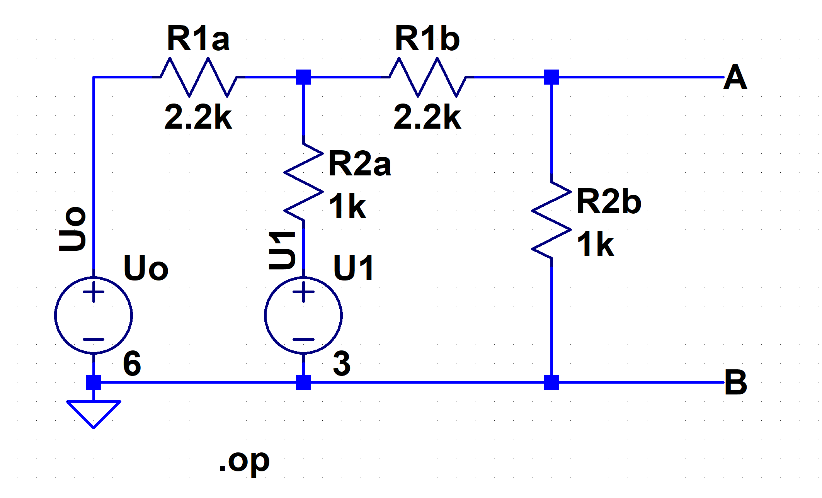 R1a
R1b
A
2.2k
2.2k
R2a
1k
R2b
1k
Uo
Uo
U1
U1
6
3
B
.op